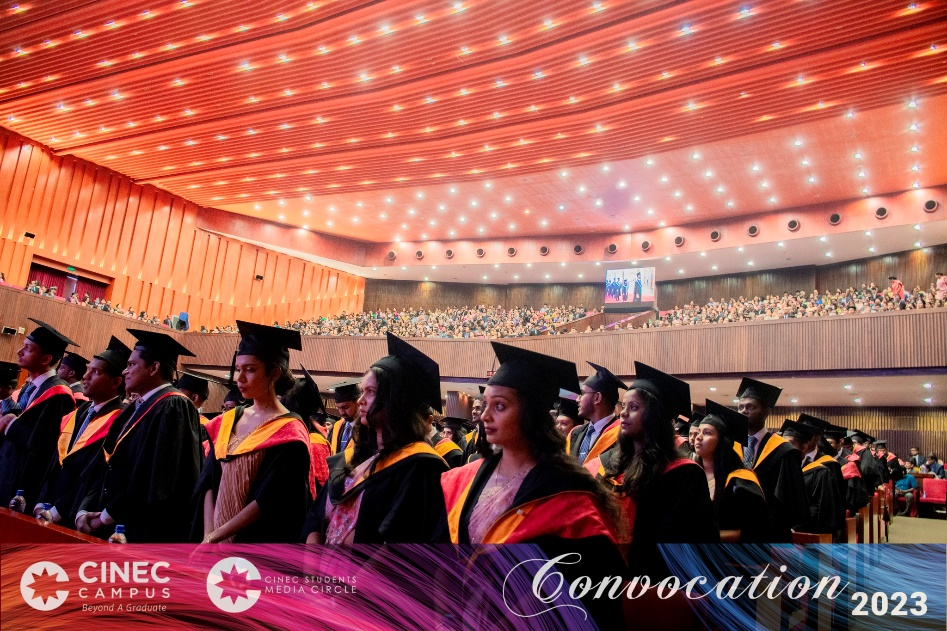 CINEC
CAMPUS
Beyond A Graduate
CINEC STUDENTS
MEDIA CIRCLE
Convocation 2023